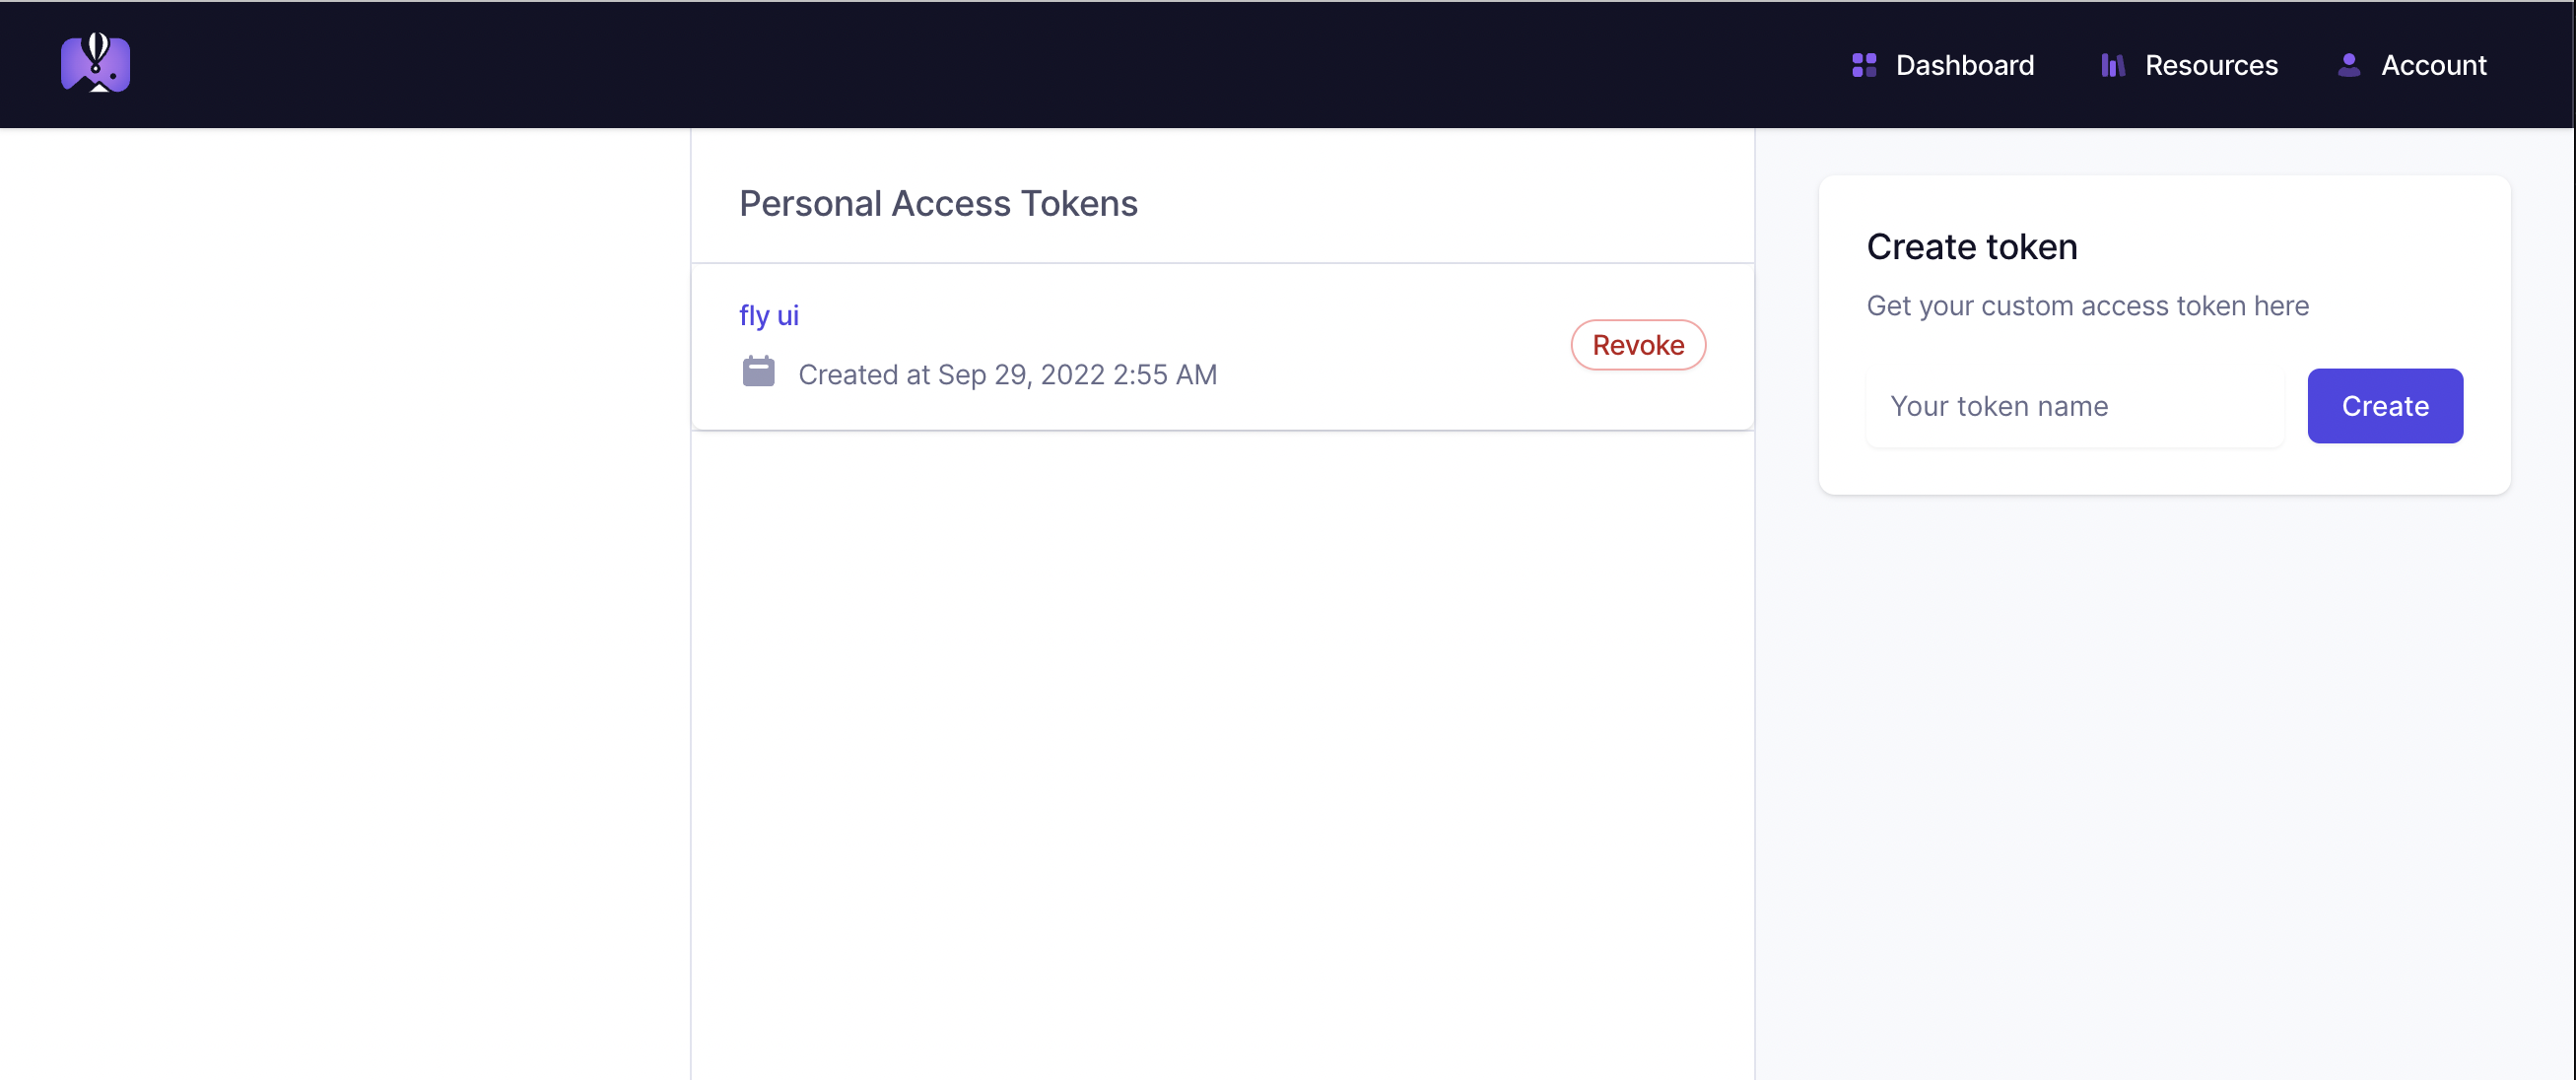 Dashboard
Resources
Account
Personal Access Tokens
fly ui
Created at Sep 29, 2022 2:55 AM
Revoke
Create token
Get your custom access token here
Your token name
Create